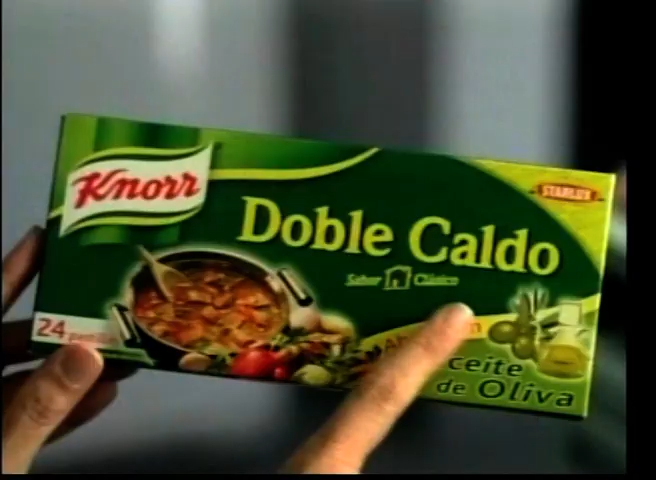 Knorr
STARLUX
Doble Caldo
Sabor Clásico
24
ceite
de Oliva